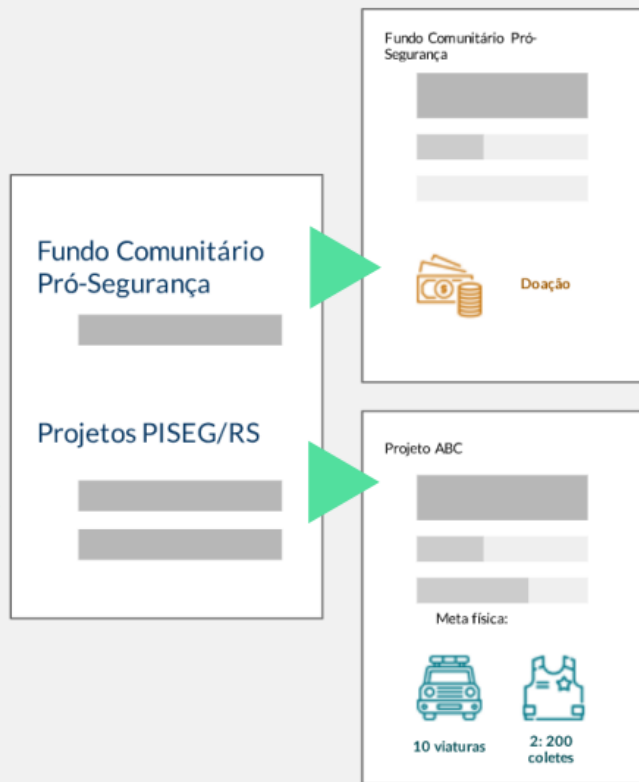 Fundo Comunitário
Pró-Segurança
Projetos PISEG/RS
Fundo Comunitário Pró-
Segurança
Doação
Projeto ABC
Meta física:
10 viaturas
2: 200
coletes